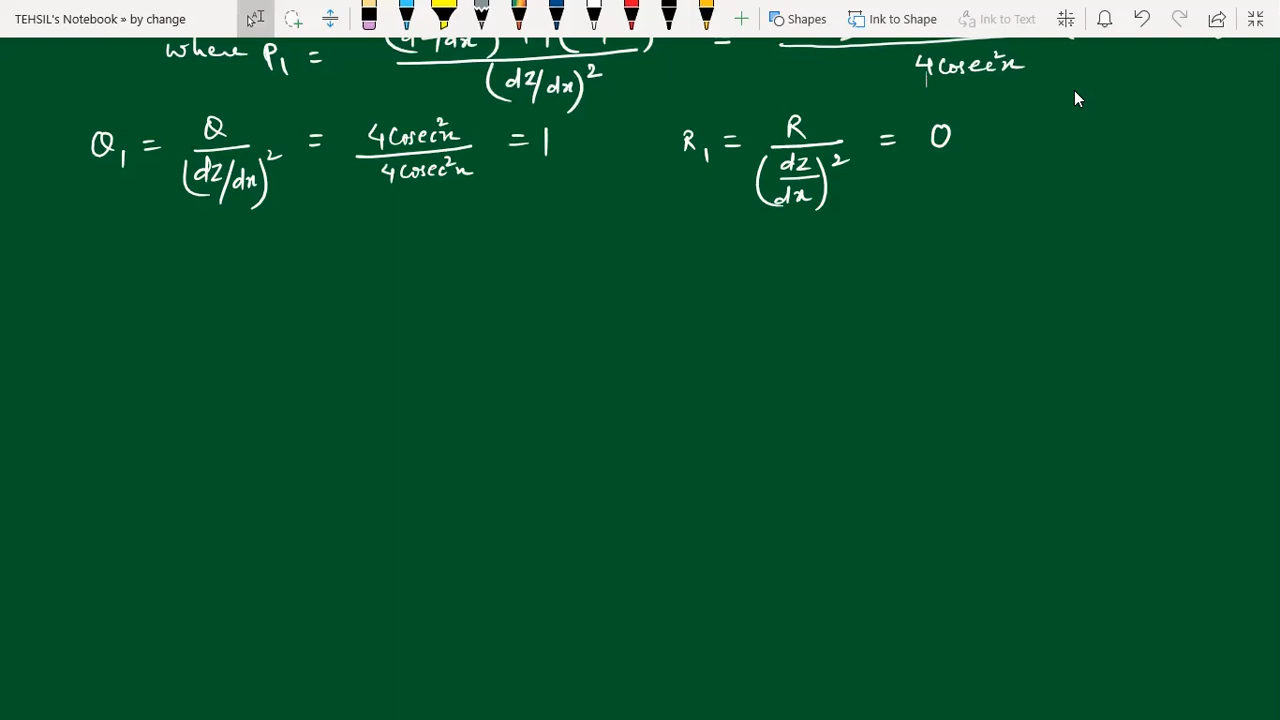 TEHSIL's Notebook » by change
Shapes
Ink to Shape
Ink to Text
where P₁ = / (dz/dx)² = / 4cosec²x
Q₁ = Q / (dz/dx)² = 4cosec²x / 4cosec²x = 1
R₁ = R / (dz/dx)² = 0